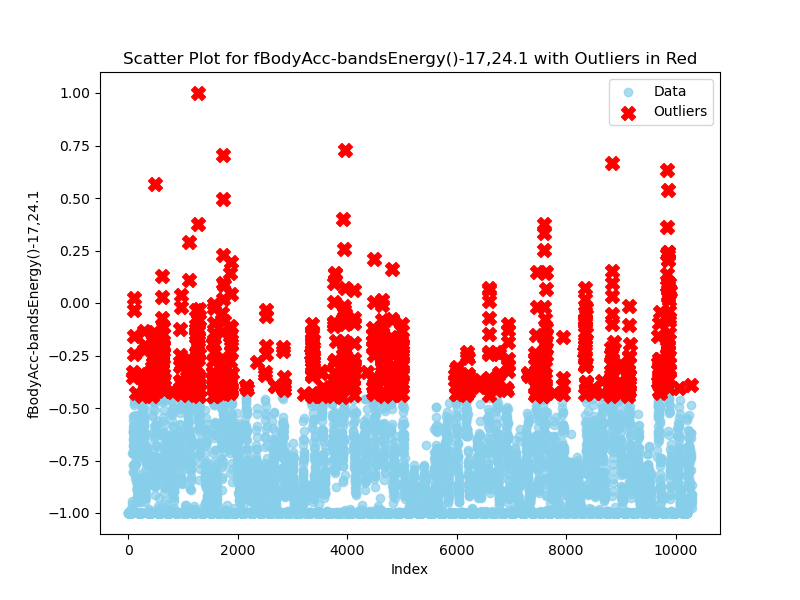 Scatter Plot for fBodyAcc-bandsEnergy()-17,24.1 with Outliers in Red
Data
Outliers
fBodyAcc-bandsEnergy()-17,24.1
1.00
0.75
0.50
0.25
0.00
−0.25
−0.50
−0.75
−1.00
0 2000 4000 6000 8000 10000
Index